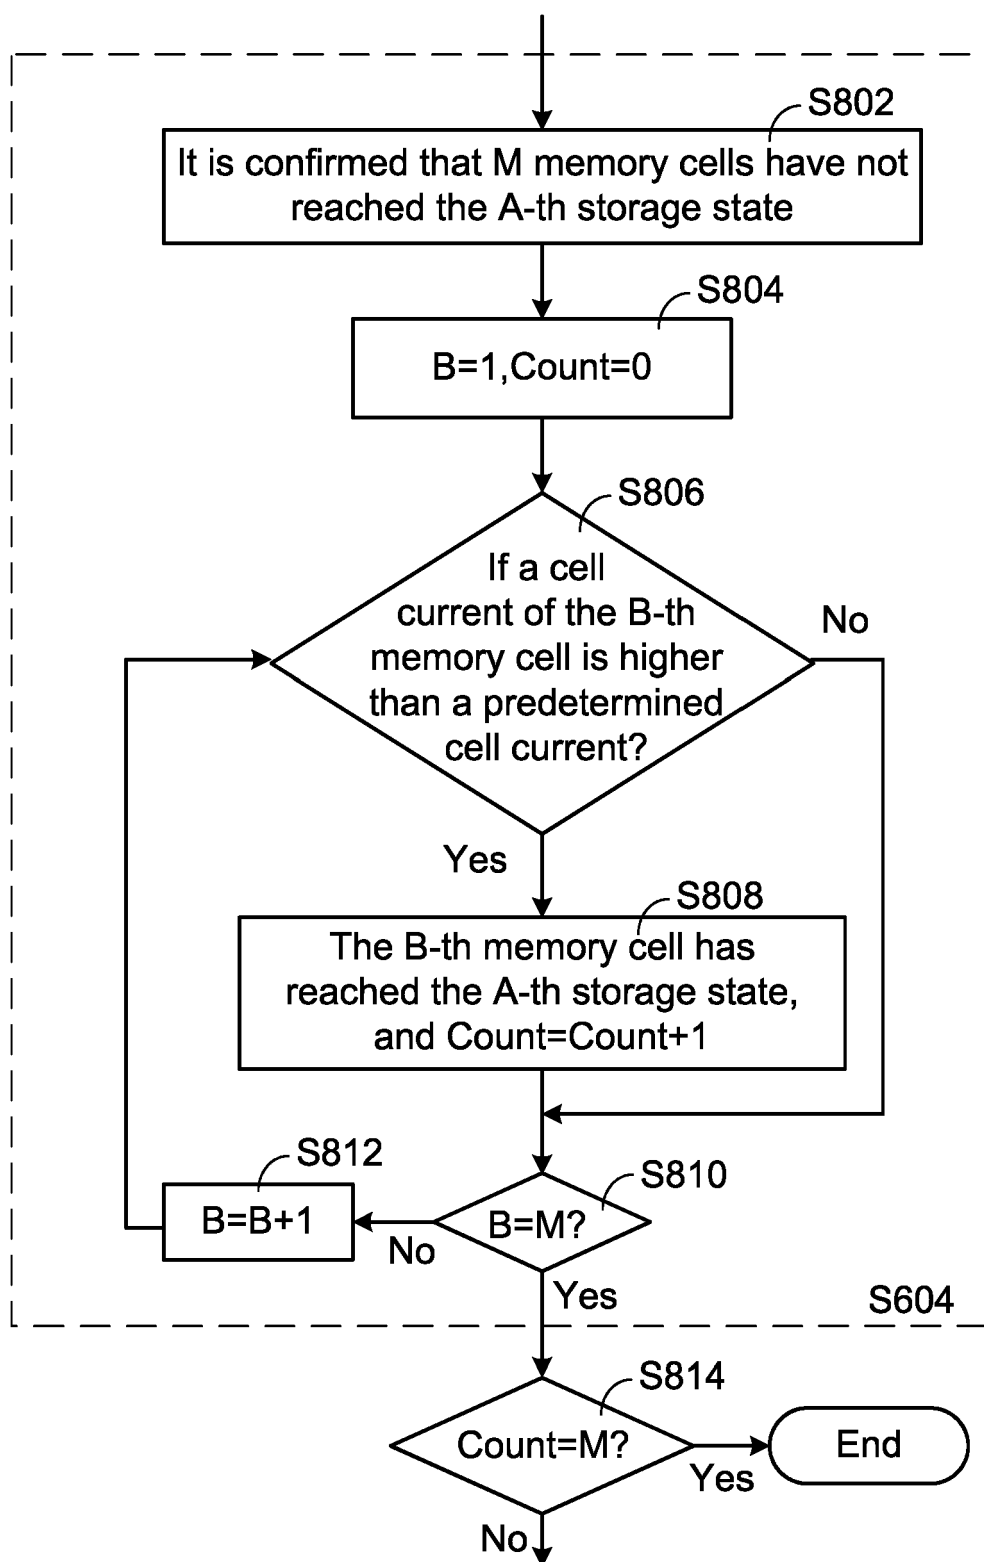 S802
It is confirmed that M memory cells have not
reached the A-th storage state
S804
B=1,Count=0
S806
If a cell
current of the B-th
memory cell is higher
than a predetermined
cell current?
No
Yes
S808
The B-th memory cell has
reached the A-th storage state,
and Count=Count+1
S812
B=B+1
S810
B=M?
No
Yes
S604
S814
Count=M?
Yes
End
No